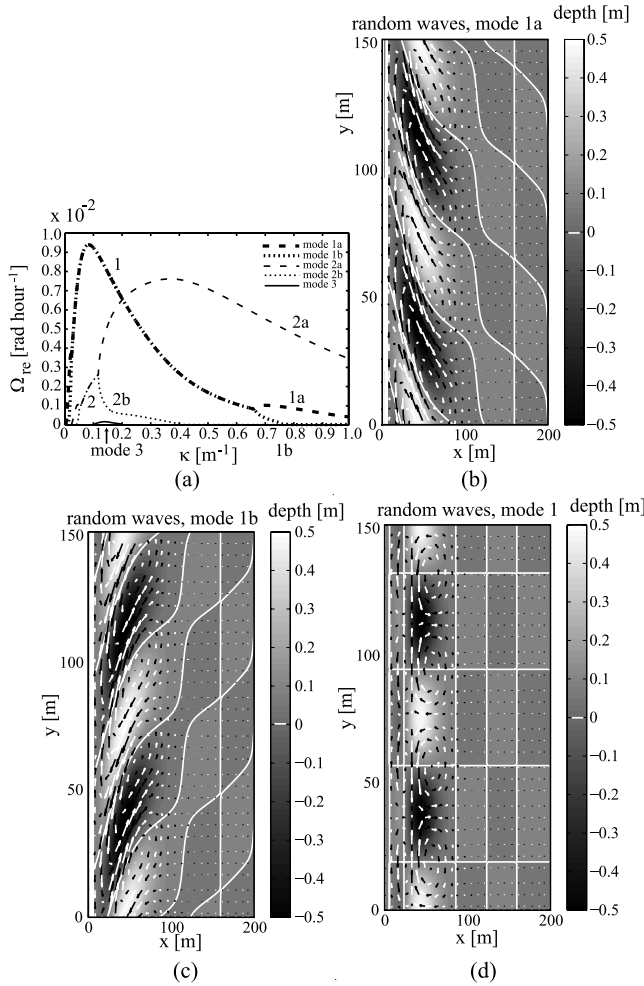 random waves, mode 1a
depth [m]
150
100
50
0
y [m]
0
100
200
x [m]
0.5
0.4
0.3
0.2
0.1
0
−0.1
−0.2
−0.3
−0.4
−0.5
(b)
x 10⁻²
1.0
0.9
0.8
0.7
0.6
0.5
0.4
0.3
0.2
0.1
0
Ω_re [rad hour⁻¹]
mode 1a
mode 1b
mode 2a
mode 2b
mode 3
1
2a
2
2b
1a
0 0.1 0.2 0.3 0.4 0.5 0.6 0.7 0.8 0.9 1.0
mode 3
κ [m⁻¹]
1b
(a)
random waves, mode 1b
depth [m]
150
100
50
0
y [m]
0
100
200
x [m]
0.5
0.4
0.3
0.2
0.1
0
−0.1
−0.2
−0.3
−0.4
−0.5
(c)
random waves, mode 1
depth [m]
150
100
50
0
y [m]
0
100
200
x [m]
0.5
0.4
0.3
0.2
0.1
0
−0.1
−0.2
−0.3
−0.4
−0.5
(d)